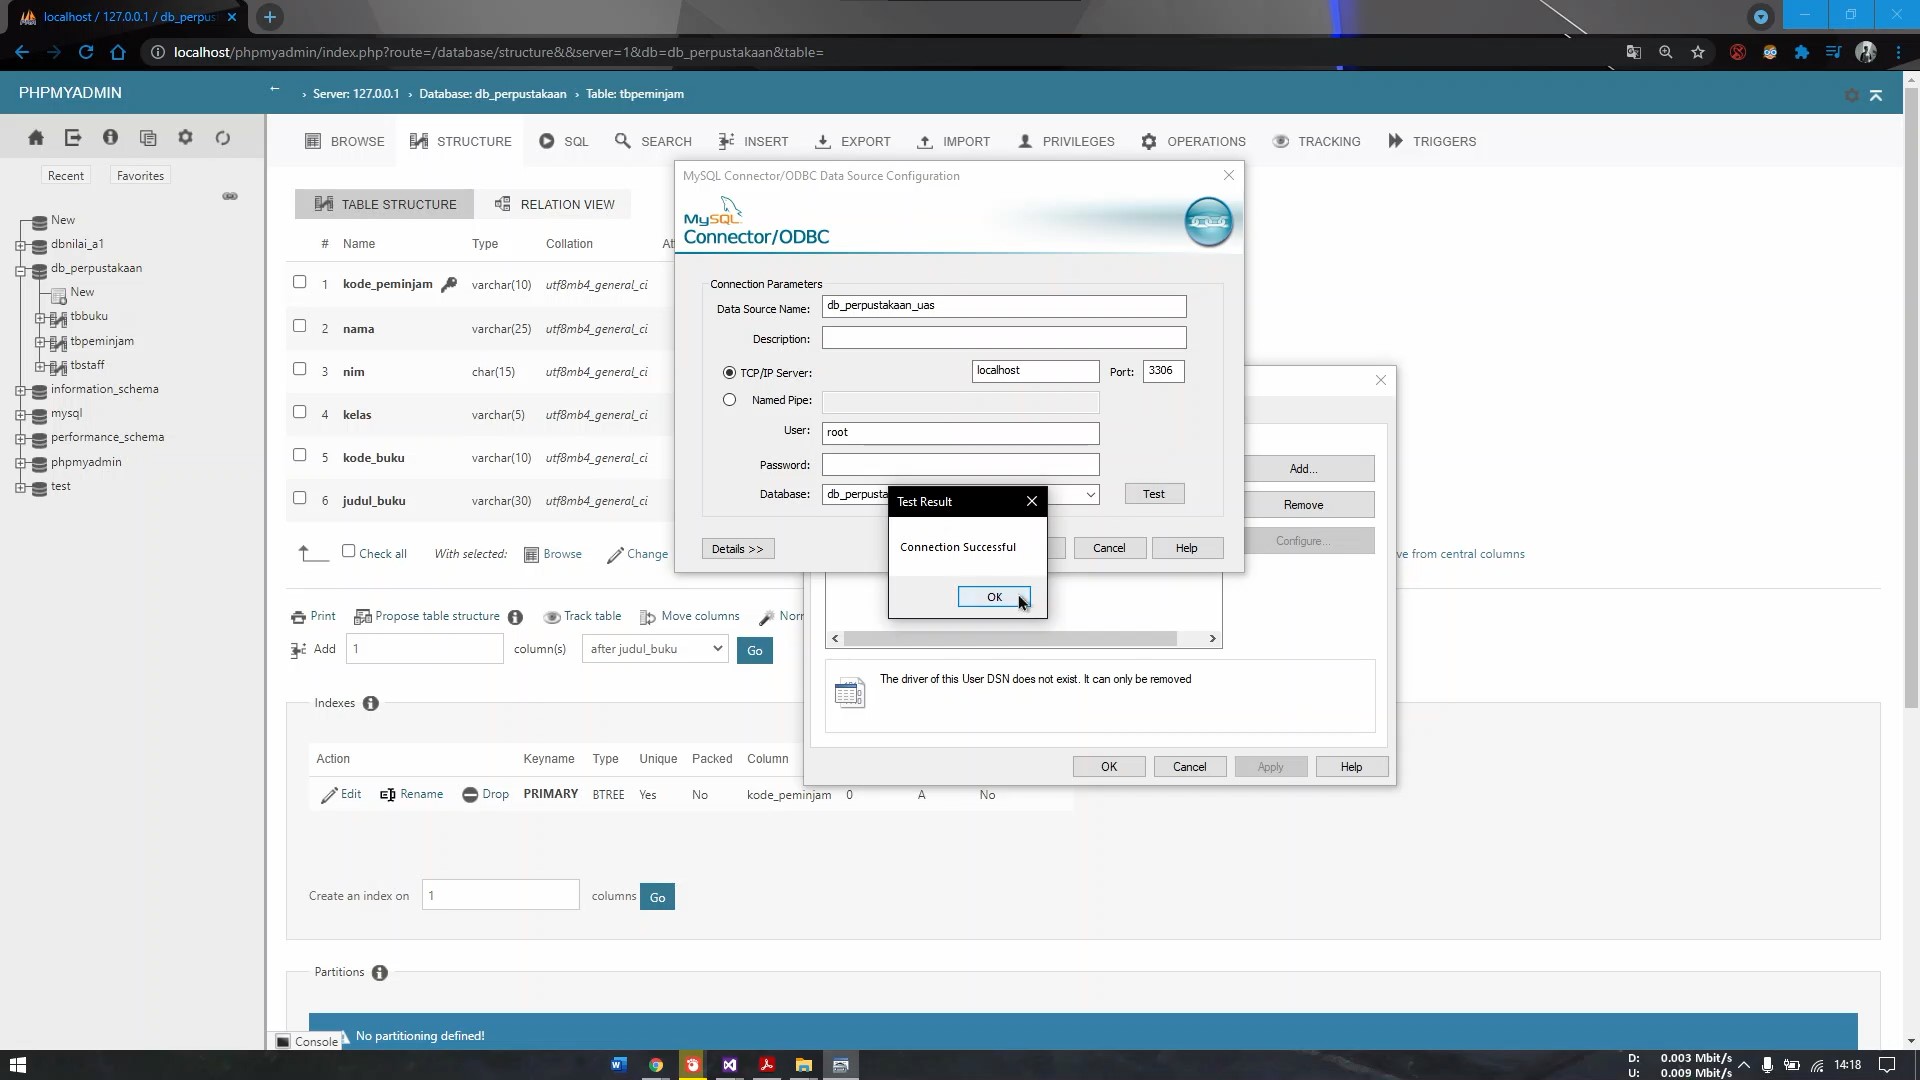 localhost / 127.0.0.1 / db_perpus
localhost/phpmyadmin/index.php?route=/database/structure&&server=1&db=db_perpustakaan&table=
PHPMYADMIN
Server: 127.0.0.1 › Database: db_perpustakaan › Table: tbpeminjam
BROWSE STRUCTURE SQL SEARCH INSERT EXPORT IMPORT PRIVILEGES OPERATIONS TRACKING TRIGGERS
Recent Favorites
New
dbnilai_a1
db_perpustakaan
New
tbbuku
tbpeminjam
tbstaff
information_schema
mysql
performance_schema
phpmyadmin
test
TABLE STRUCTURE RELATION VIEW
# Name Type Collation At
1 kode_peminjam varchar(10) utf8mb4_general_ci
2 nama varchar(25) utf8mb4_general_ci
3 nim char(15) utf8mb4_general_ci
4 kelas varchar(5) utf8mb4_general_ci
5 kode_buku varchar(10) utf8mb4_general_ci
6 judul_buku varchar(30) utf8mb4_general_ci
Check all With selected: Browse Change
ve from central columns
Print Propose table structure Track table Move columns Norr
Add 1 column(s) after judul_buku Go
Indexes
Action Keyname Type Unique Packed Column
Edit Rename Drop PRIMARY BTREE Yes No kode_peminjam 0 A No
Create an index on 1 columns Go
Partitions
No partitioning defined!
Console
MySQL Connector/ODBC Data Source Configuration
MySQL
Connector/ODBC
Connection Parameters
Data Source Name: db_perpustakaan_uas
Description:
TCP/IP Server: localhost Port: 3306
Named Pipe:
User: root
Password:
Database: db_perpusta Test
Details >> Cancel Help
Test Result
Connection Successful
OK
Add...
Remove
Configure...
The driver of this User DSN does not exist. It can only be removed
OK Cancel Apply Help
D: 0.003 Mbit/s
U: 0.009 Mbit/s
14:18